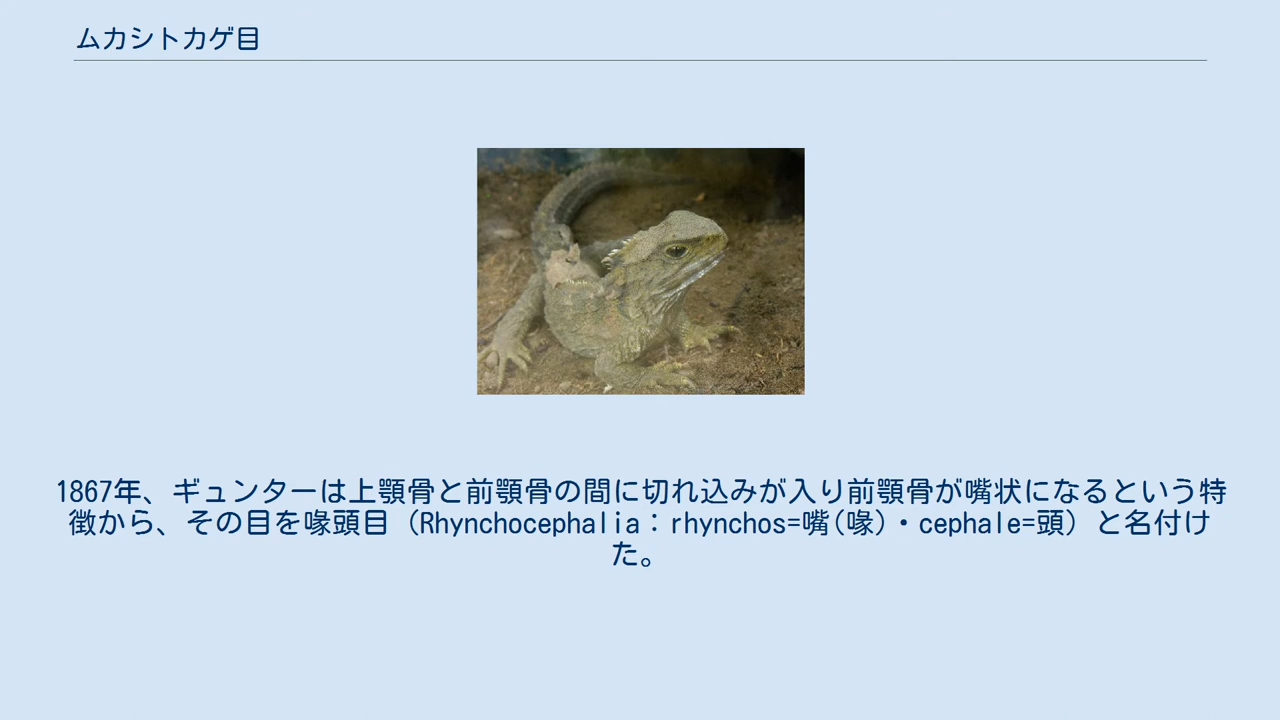 ムカシトカゲ目
1867年、ギュンターは上顎骨と前顎骨の間に切れ込みが入り前顎骨が嘴状になるという特
徴から、その目を喙頭目（Rhynchocephalia：rhynchos=嘴(喙)・cephale=頭）と名付け
た。